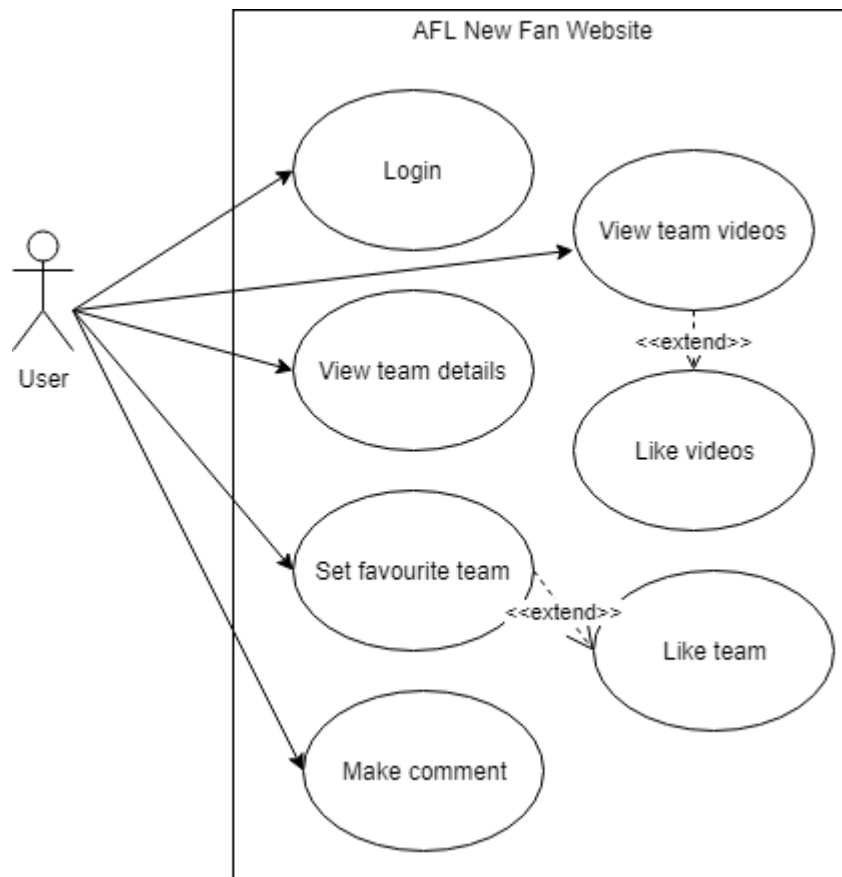 AFL New Fan Website
Login
View team videos
<<extend>>
User
View team details
Like videos
Set favourite team
<<extend>>
Like team
Make comment